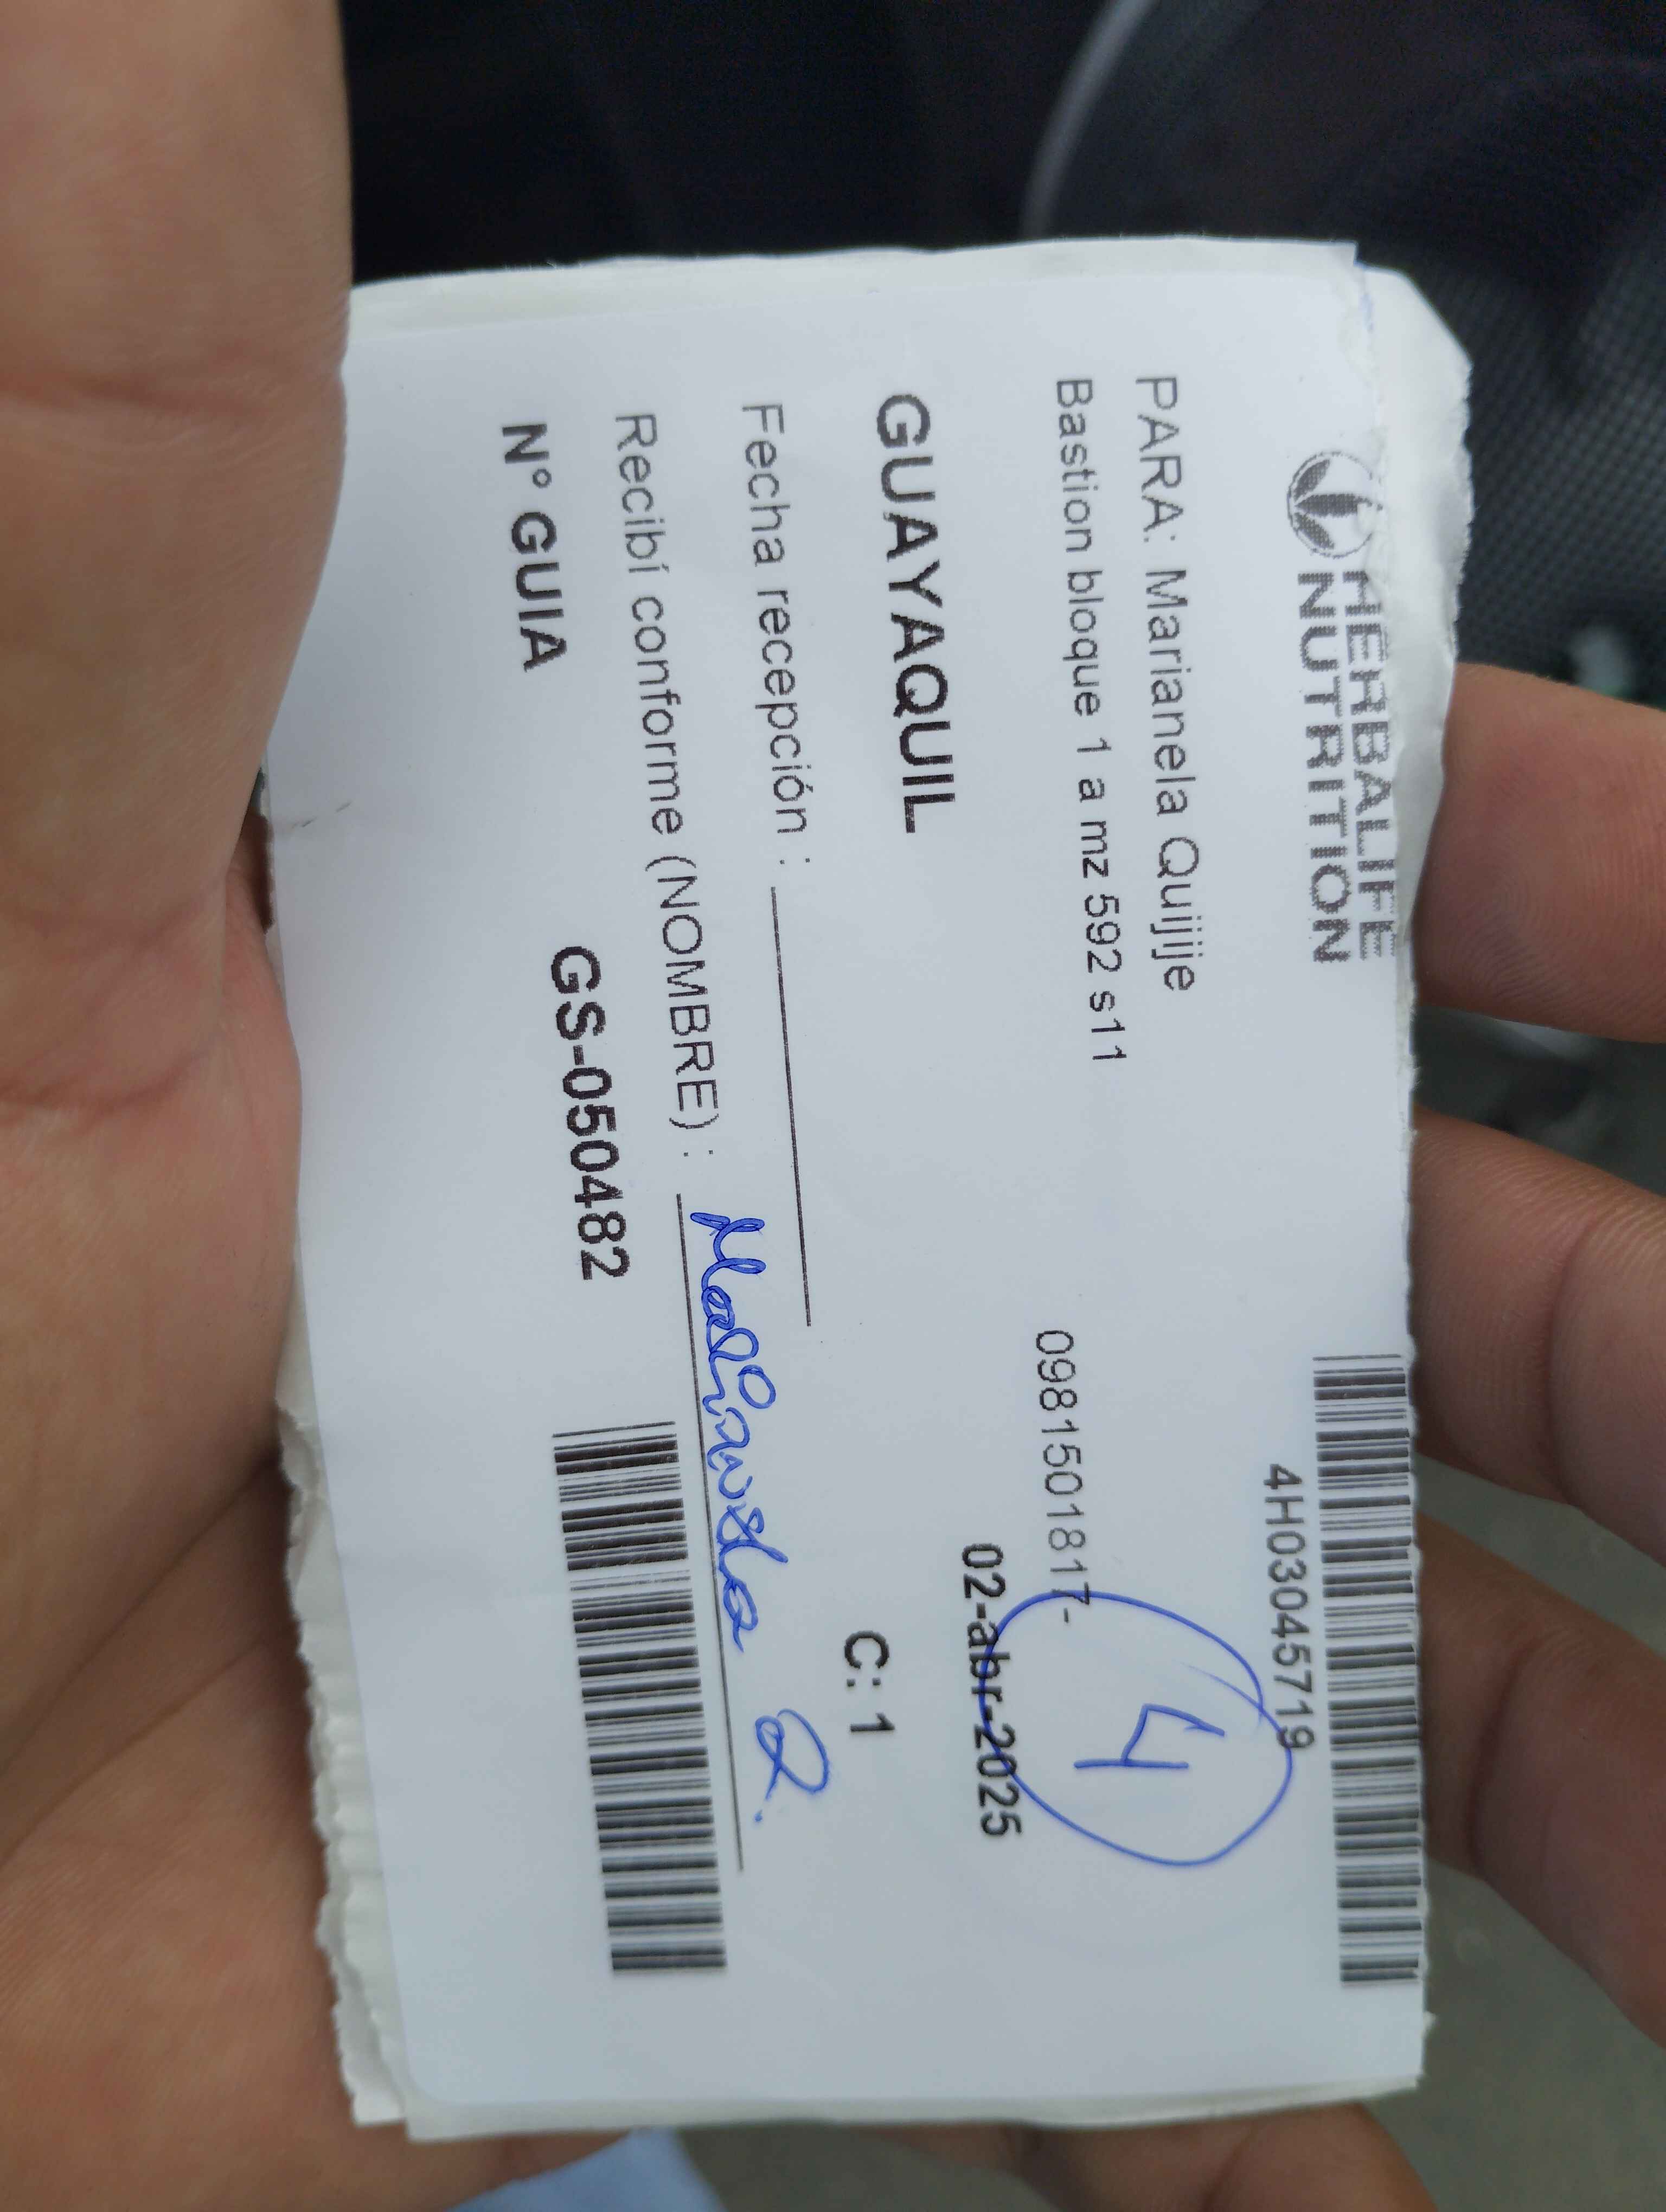 HERBALIFE
NUTRITION
4H03045719
PARA: Marianela Quijije
Bastion bloque 1 a mz 592 s11
0981501817-
4
02-abr-2025
GUAYAQUIL
C: 1
Fecha recepción :
Recibí conforme (NOMBRE) : Marianela Q.
N° GUIA
GS-050482